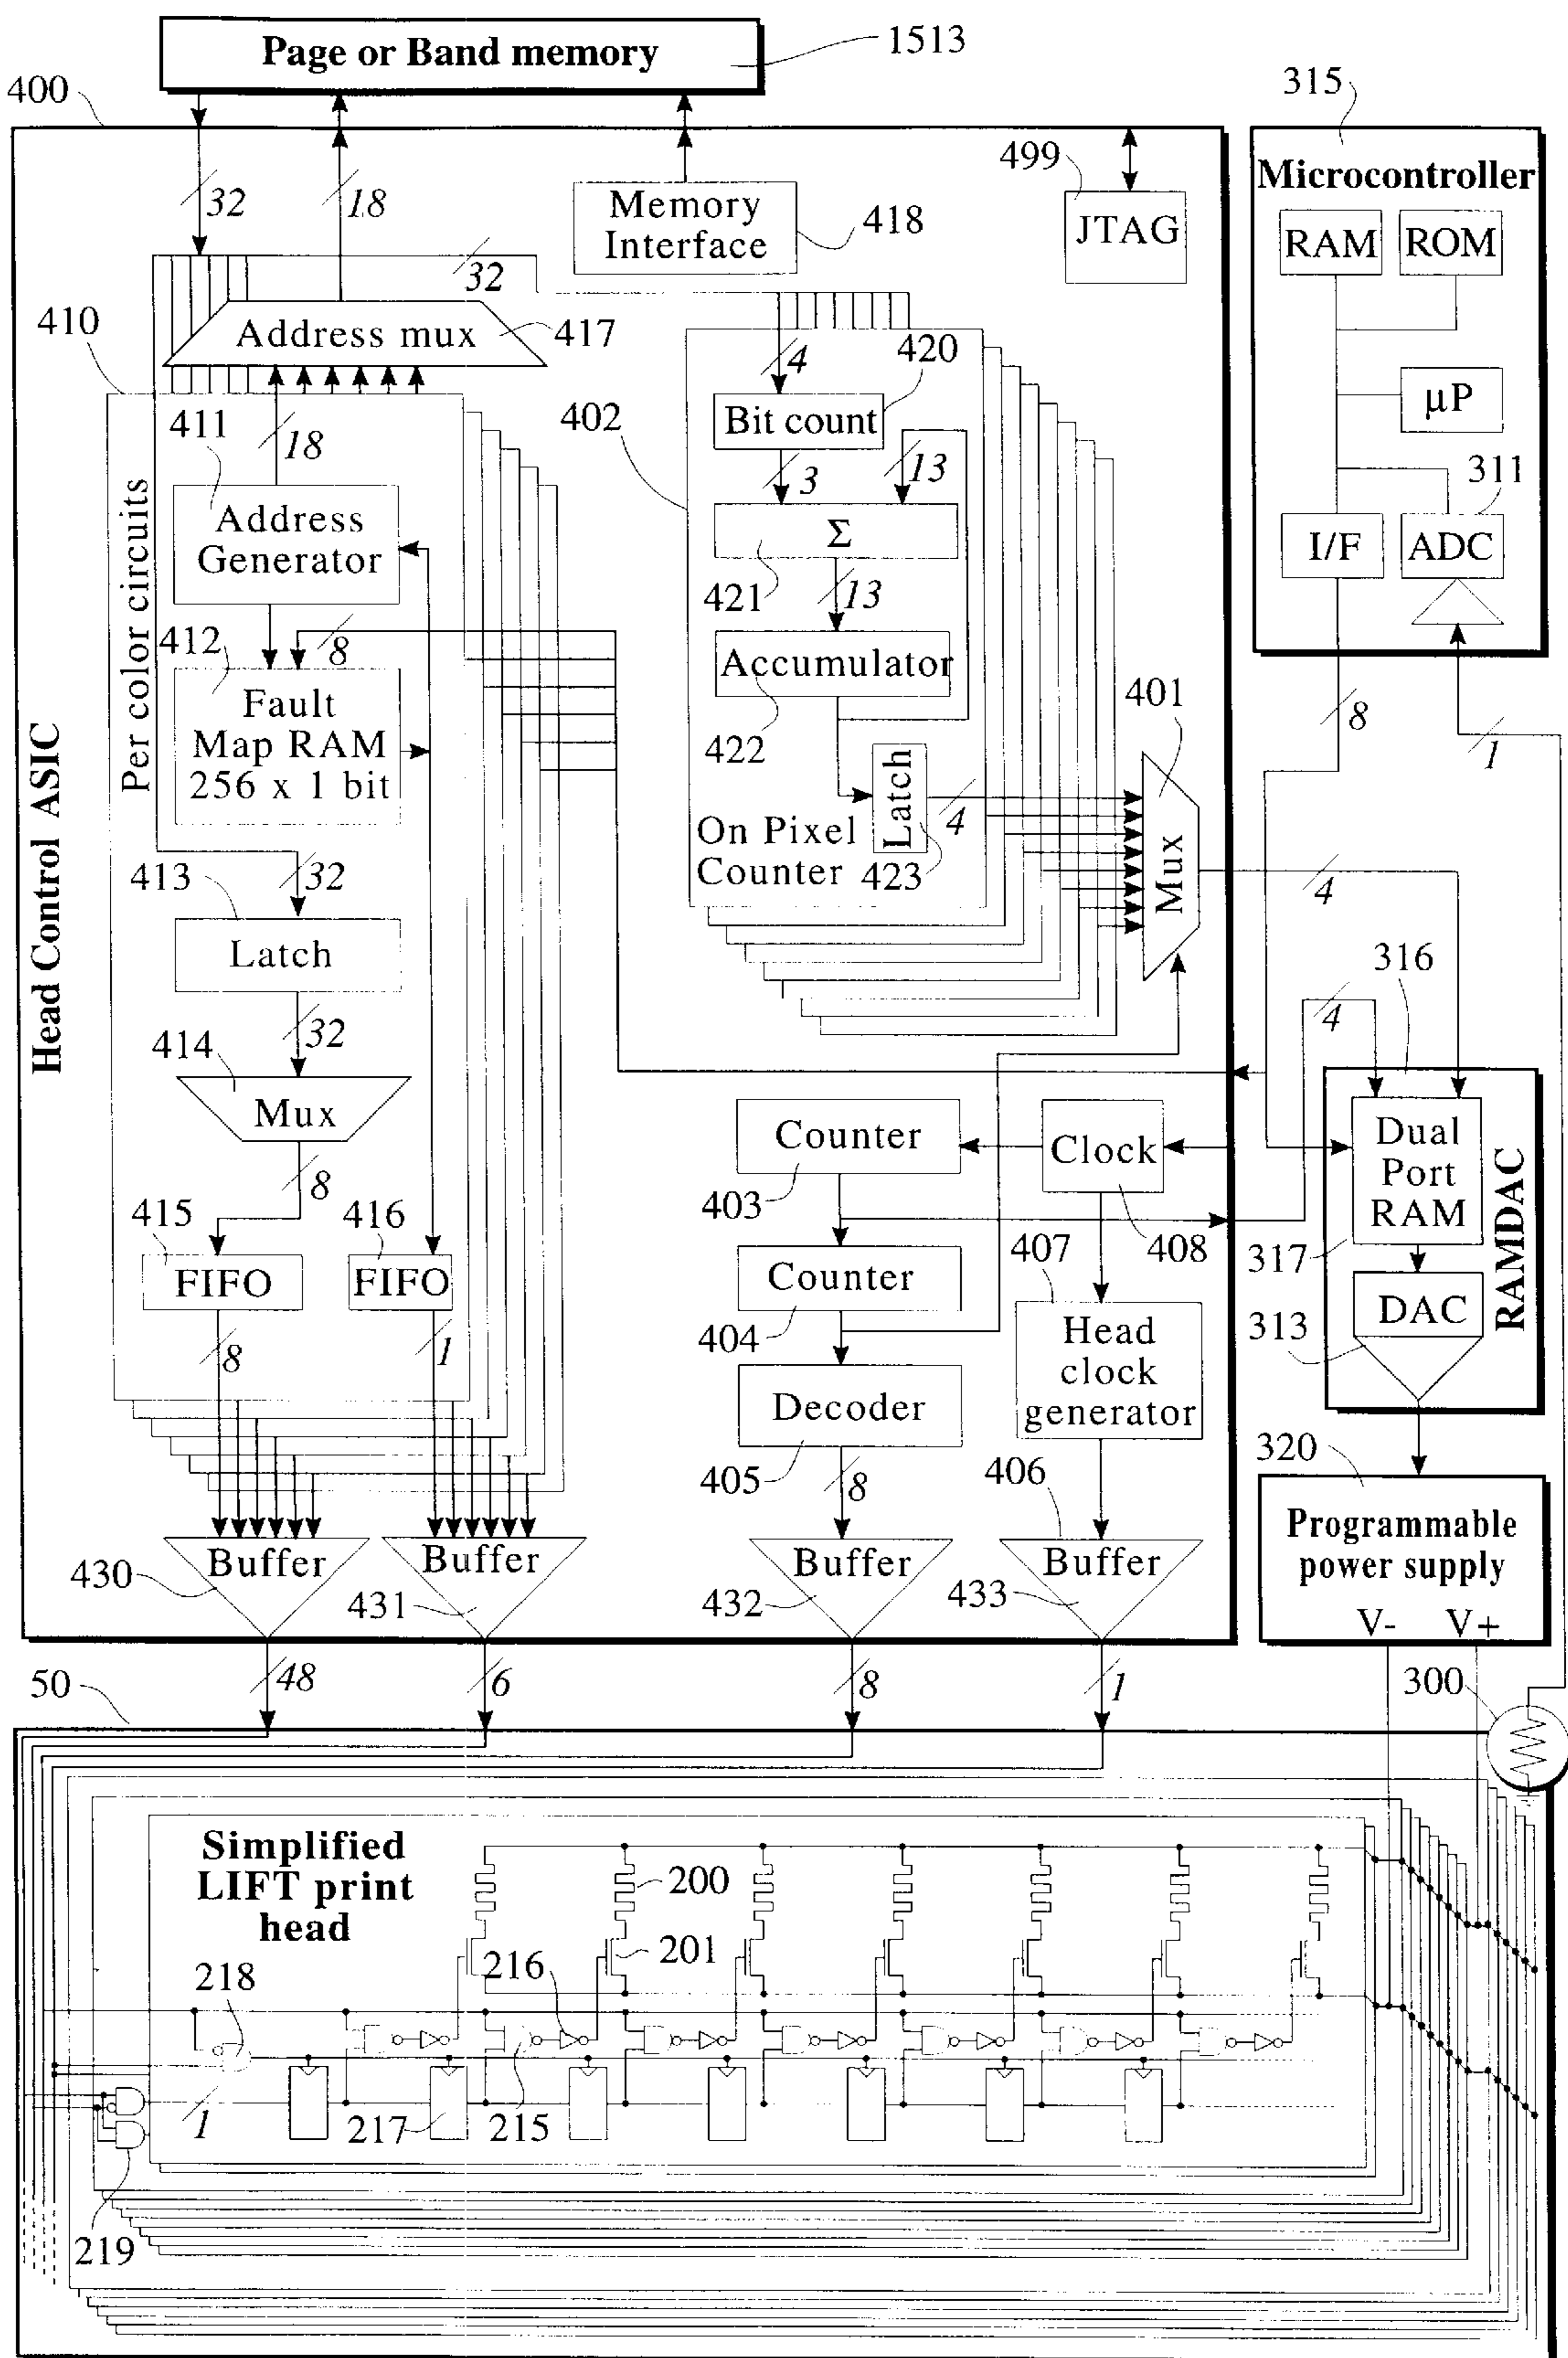 Page or Band memory
1513
400
315
499
Microcontroller
32
18
Memory
Interface
418
JTAG
RAM
ROM
32
410
Address mux
417
4
420
µP
411
18
402
Bit count
3
13
311
Address
Generator
Σ
I/F
ADC
421
13
Per color circuits
412
8
Accumulator
401
Fault
Map RAM
256 x 1 bit
422
8
1
Head Control ASIC
Latch
4
On Pixel
Counter
423
Mux
413
32
4
Latch
316
414
32
4
Mux
Counter
Clock
Dual
Port
RAM
RAMDAC
8
403
415
416
407
408
317
FIFO
FIFO
Counter
DAC
404
Head
clock
generator
313
8
1
Decoder
405
8
406
320
Programmable
power supply
V-
V+
Buffer
Buffer
Buffer
Buffer
430
431
432
433
50
48
6
8
1
300
Simplified
LIFT print
head
200
201
216
218
1
217
215
219